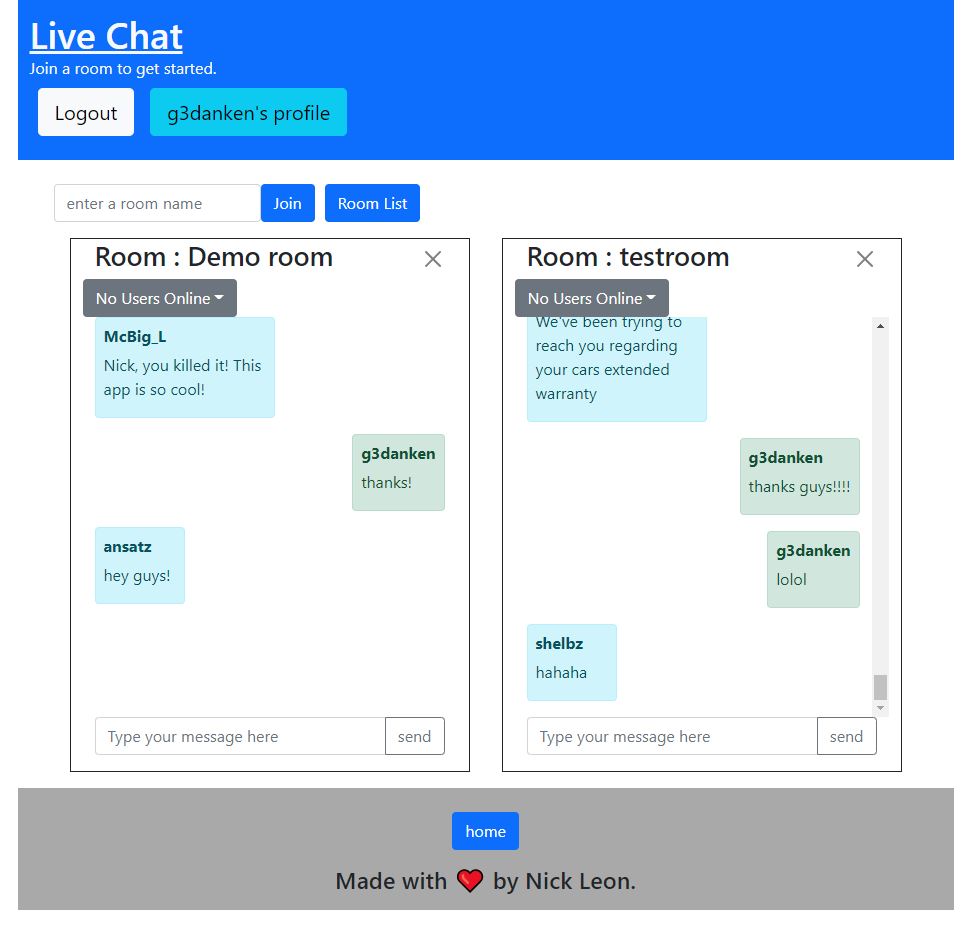 Live Chat
Join a room to get started.
Logout
g3danken's profile
enter a room name
Join
Room List
Room : Demo room
No Users Online
McBig_L
Nick, you killed it! This
app is so cool!
g3danken
thanks!
ansatz
hey guys!
Type your message here
send
Room : testroom
No Users Online
We've been trying to
reach you regarding
your cars extended
warranty
g3danken
thanks guys!!!!
g3danken
lolol
shelbz
hahaha
Type your message here
send
home
Made with ❤️ by Nick Leon.